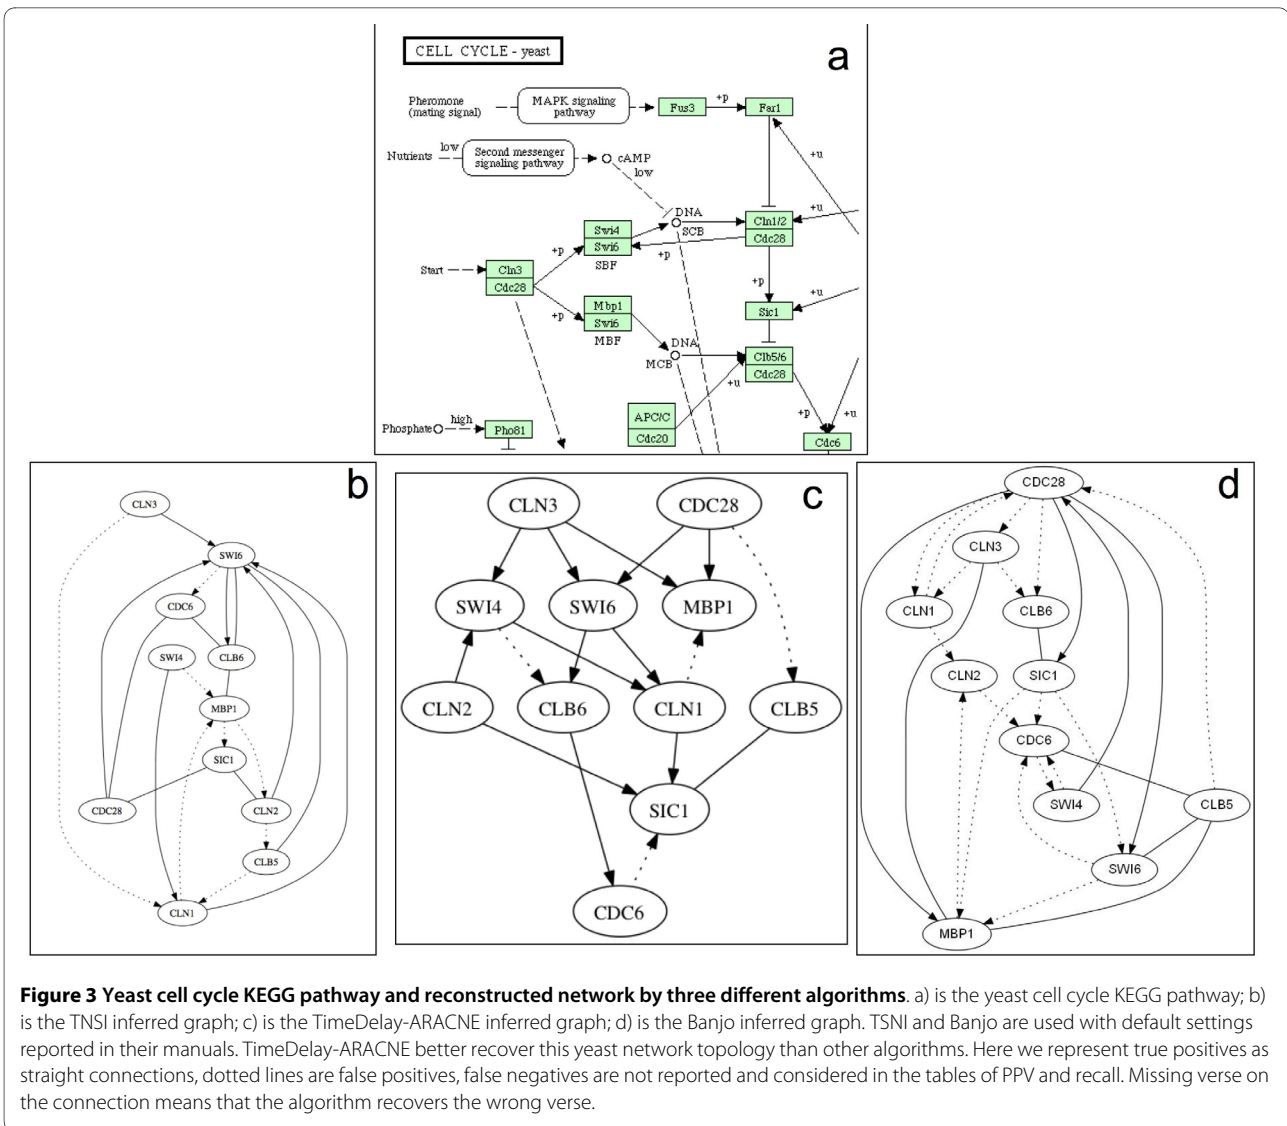 CELL CYCLE - yeast
a
Pheromone
(mating signal)
MAPK signaling
pathway
Fus3
+p
Far1
Nutrients
low
Second messenger
signaling pathway
cAMP
low
+u
DNA
SCB
Cln1/2
Cdc28
+u
Swi4
Swi6
SBF
+p
+p
Start
Cln3
Cdc28
+p
Mbp1
Swi6
MBF
+p
Sic1
+u
DNA
MCB
Clb5/6
Cdc28
+u
APC/C
Cdc20
+p
+u
Cdc6
Phosphate
high
Pho81
b
CLN3
SWI6
CDC6
SWI4
CLB6
MBP1
SIC1
CDC28
CLN2
CLB5
CLN1
c
CLN3
CDC28
SWI4
SWI6
MBP1
CLN2
CLB6
CLN1
CLB5
SIC1
CDC6
d
CDC28
CLN3
CLN1
CLB6
CLN2
SIC1
CDC6
SWI4
CLB5
SWI6
MBP1
Figure 3 Yeast cell cycle KEGG pathway and reconstructed network by three different algorithms. a) is the yeast cell cycle KEGG pathway; b)
is the TNSI inferred graph; c) is the TimeDelay-ARACNE inferred graph; d) is the Banjo inferred graph. TSNI and Banjo are used with default settings
reported in their manuals. TimeDelay-ARACNE better recover this yeast network topology than other algorithms. Here we represent true positives as
straight connections, dotted lines are false positives, false negatives are not reported and considered in the tables of PPV and recall. Missing verse on
the connection means that the algorithm recovers the wrong verse.